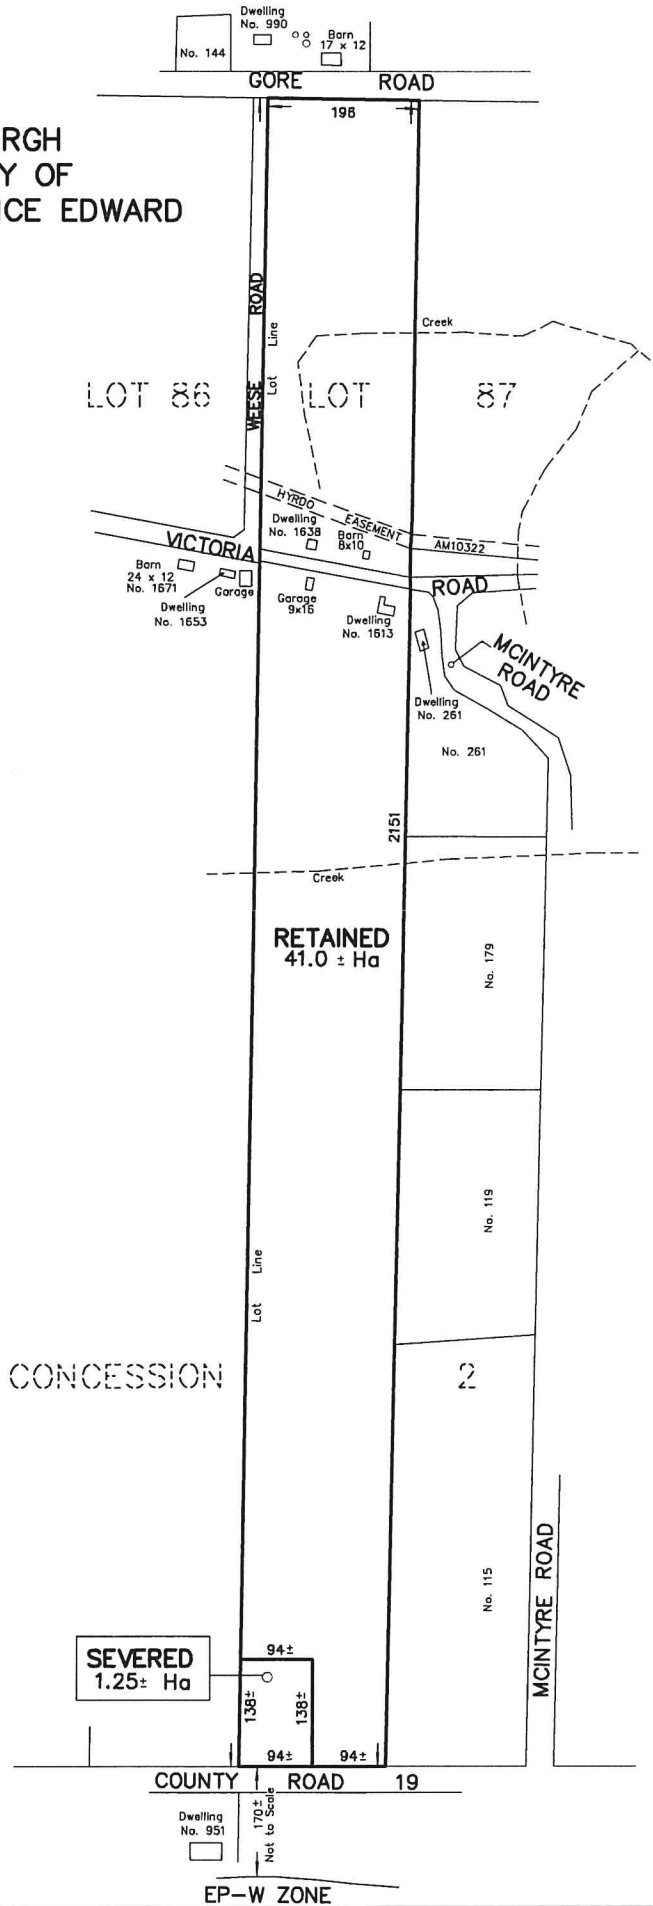 Dwelling
No. 990
No. 144
Barn
17 x 12
GORE ROAD
196
RGH
Y OF
ICE EDWARD
WEESE ROAD
Lot Line
Creek
LOT 86
LOT 87
HYRDO EASEMENT AM10322
VICTORIA ROAD
Dwelling
No. 1638
Barn
8x10
Barn
24 x 12
No. 1671
Dwelling
No. 1653
Garage
Garage
9x16
Dwelling
No. 1613
MCINTYRE
ROAD
Dwelling
No. 261
No. 261
2151
Creek
RETAINED
41.0 ± Ha
No. 179
No. 119
Lot Line
CONCESSION 2
No. 115
MCINTYRE ROAD
SEVERED
1.25± Ha
94±
138±
138±
94±
94±
COUNTY ROAD 19
170±
Not to Scale
Dwelling
No. 951
EP-W ZONE